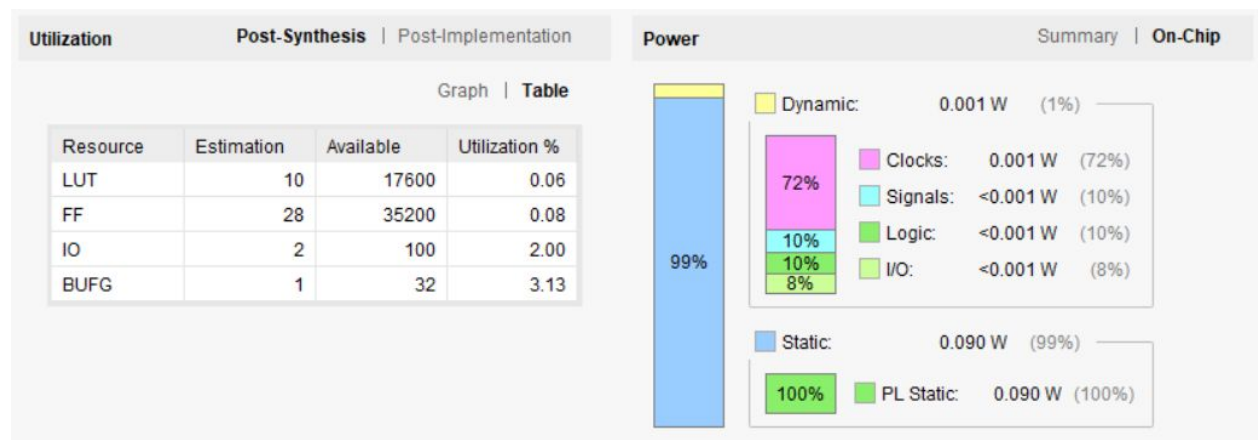 Utilization Post-Synthesis | Post-Implementation
Graph | Table
Resource Estimation Available Utilization %
LUT 10 17600 0.06
FF 28 35200 0.08
IO 2 100 2.00
BUFG 1 32 3.13
Power Summary | On-Chip
99%
Dynamic: 0.001 W (1%)
72%
10%
10%
8%
Clocks: 0.001 W (72%)
Signals: <0.001 W (10%)
Logic: <0.001 W (10%)
I/O: <0.001 W (8%)
Static: 0.090 W (99%)
100% PL Static: 0.090 W (100%)